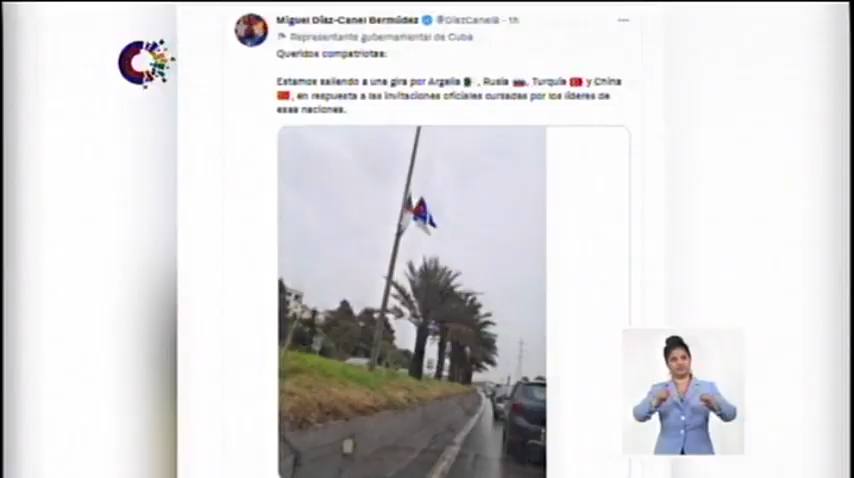 Miguel Díaz-Canel Bermúdez @DiazCanelB · 1h
Representante gubernamental de Cuba
Queridos compatriotas:
Estamos saliendo a una gira por Argelia 🇩🇿, Rusia 🇷🇺, Turquía 🇹🇷 y China
🇨🇳, en respuesta a las invitaciones oficiales cursadas por los líderes de
esas naciones.